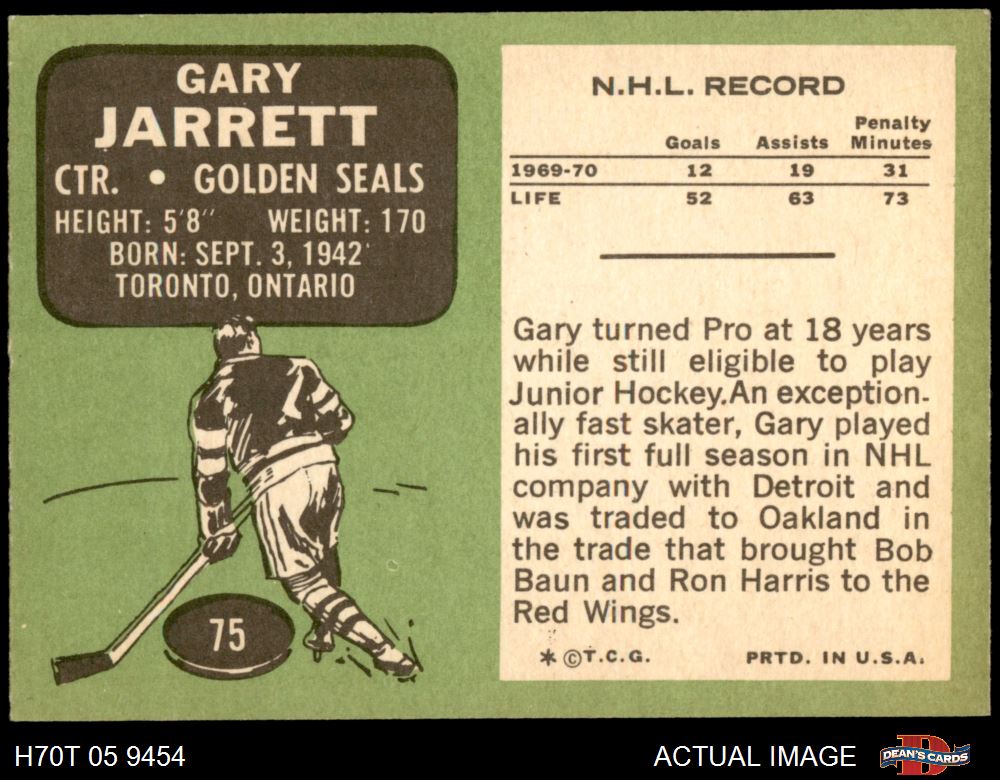 GARY
JARRETT
CTR. • GOLDEN SEALS
HEIGHT: 5'8" WEIGHT: 170
BORN: SEPT. 3, 1942
TORONTO, ONTARIO
75
N.H.L. RECORD
Goals Assists Penalty Minutes
1969-70 12 19 31
LIFE 52 63 73
Gary turned Pro at 18 years
while still eligible to play
Junior Hockey.An exception-
ally fast skater, Gary played
his first full season in NHL
company with Detroit and
was traded to Oakland in
the trade that brought Bob
Baun and Ron Harris to the
Red Wings.
* ©T.C.G. PRTD. IN U.S.A.
H70T 05 9454 ACTUAL IMAGE DEAN'S CARDS